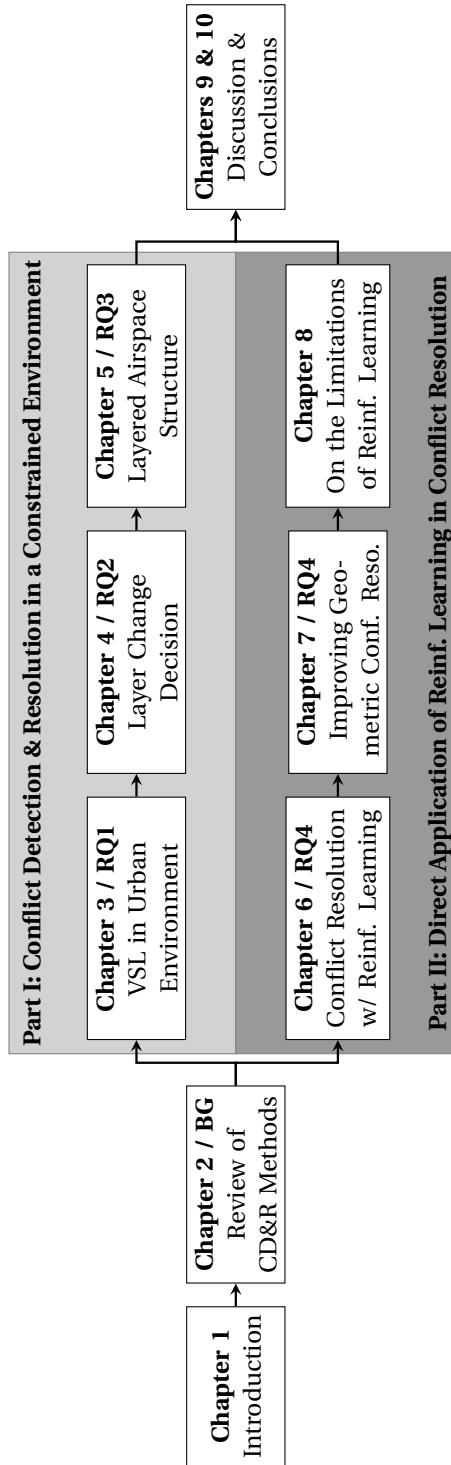 Chapter 1
Introduction
Chapter 2 / BG
Review of
CD&R Methods
Part I: Conflict Detection & Resolution in a Constrained Environment
Chapter 3 / RQ1
VSL in Urban
Environment
Chapter 4 / RQ2
Layer Change
Decision
Chapter 5 / RQ3
Layered Airspace
Structure
Chapter 6 / RQ4
Conflict Resolution
w/ Reinf. Learning
Chapter 7 / RQ4
Improving Geo-
metric Conf. Reso.
Chapter 8
On the Limitations
of Reinf. Learning
Part II: Direct Application of Reinf. Learning in Conflict Resolution
Chapters 9 & 10
Discussion &
Conclusions